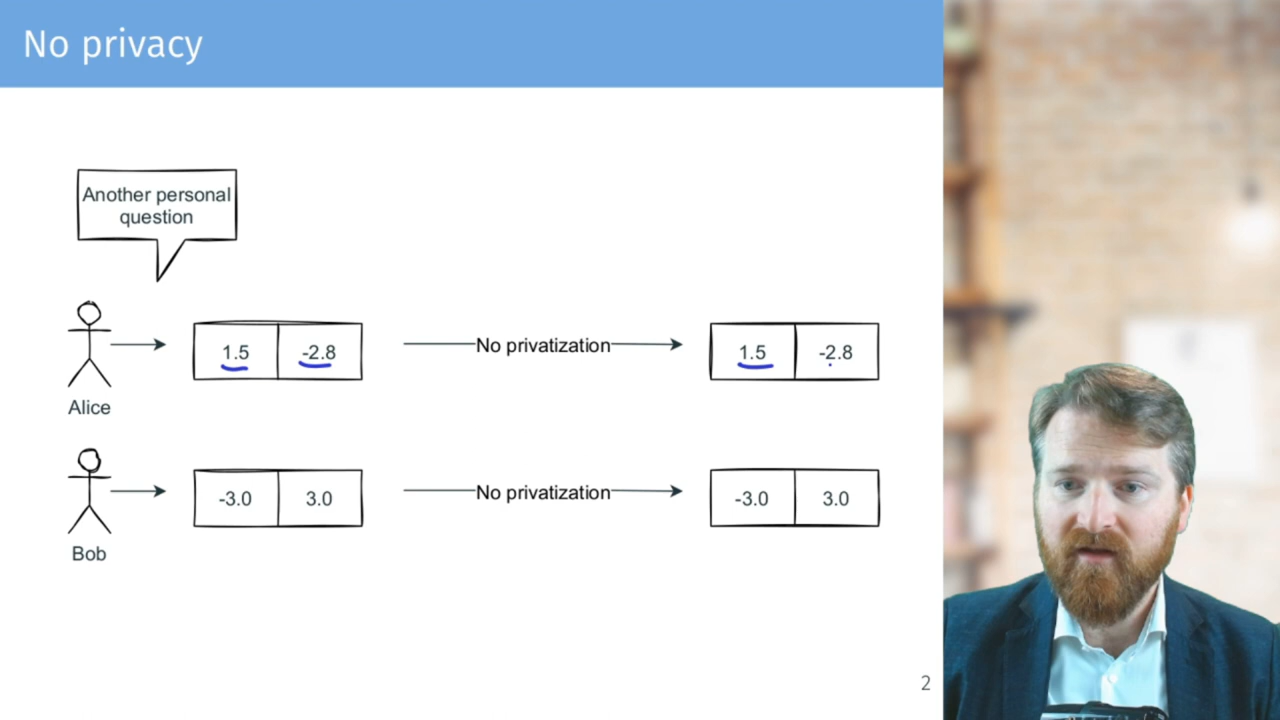 No privacy
Another personal
question
1.5 -2.8 No privatization 1.5 -2.8
Alice
-3.0 3.0 No privatization -3.0 3.0
Bob
2